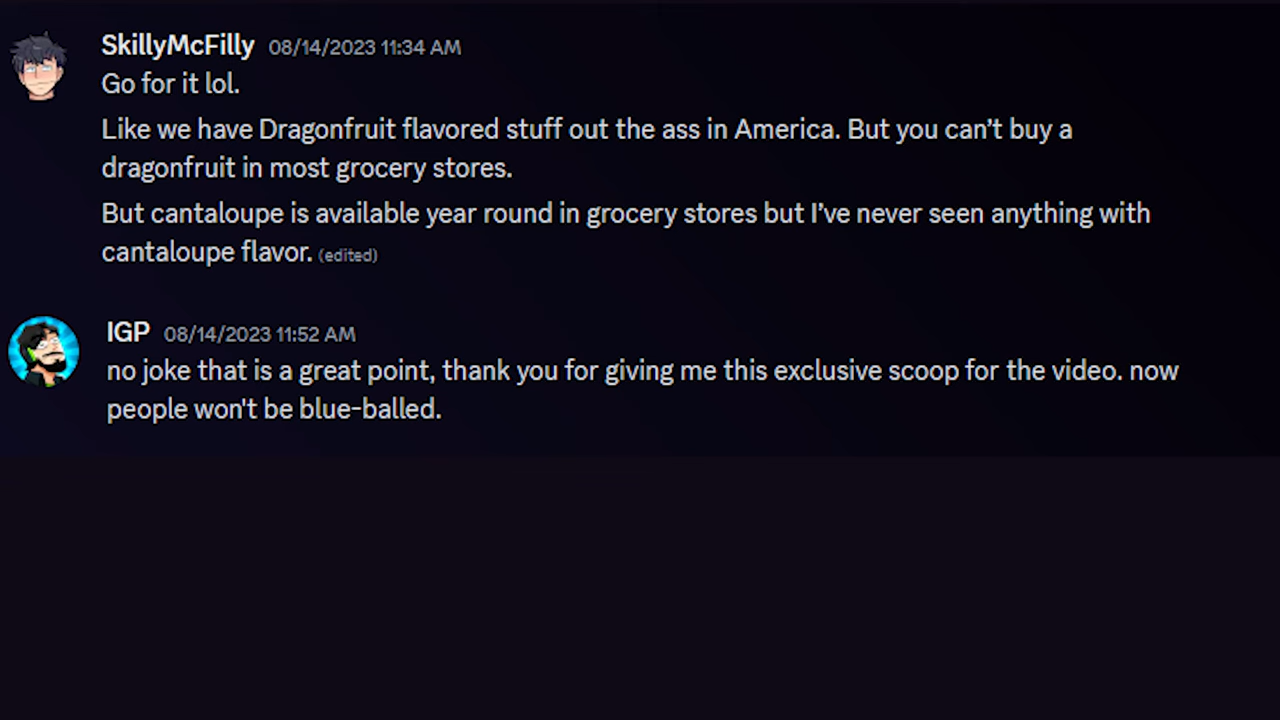 SkillyMcFilly 08/14/2023 11:34 AM
Go for it lol.
Like we have Dragonfruit flavored stuff out the ass in America. But you can’t buy a
dragonfruit in most grocery stores.
But cantaloupe is available year round in grocery stores but I’ve never seen anything with
cantaloupe flavor. (edited)
IGP 08/14/2023 11:52 AM
no joke that is a great point, thank you for giving me this exclusive scoop for the video. now
people won't be blue-balled.